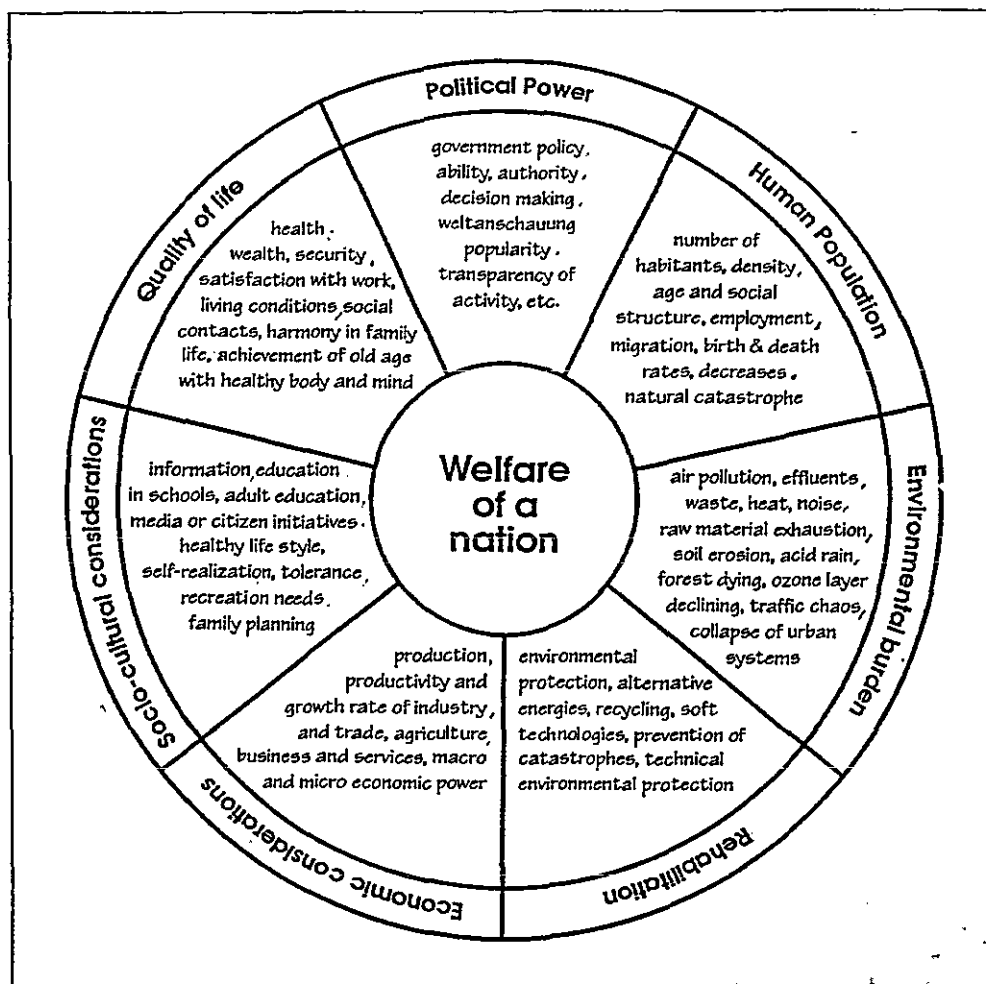 Political Power
government policy,
ability, authority,
decision making,
weltanschauung
popularity,
transparency of
activity, etc.
Human Population
number of
habitants, density,
age and social
structure, employment,
migration, birth & death
rates, decreases,
natural catastrophe
Environmental burden
air pollution, effluents,
waste, heat, noise,
raw material exhaustion,
soil erosion, acid rain,
forest dying, ozone layer
declining, traffic chaos,
collapse of urban
systems
Rehabilitation
environmental
protection, alternative
energies, recycling, soft
technologies, prevention of
catastrophes, technical
environmental protection
Economic considerations
production,
productivity and
growth rate of industry,
and trade, agriculture,
business and services, macro
and micro economic power
Socio-cultural considerations
information, education
in schools, adult education,
media or citizen initiatives.
healthy life style,
self-realization, tolerance,
recreation needs.
family planning
Quality of life
health,
wealth, security,
satisfaction with work,
living conditions, social
contacts, harmony in family
life, achievement of old age
with healthy body and mind
Welfare
of a
nation